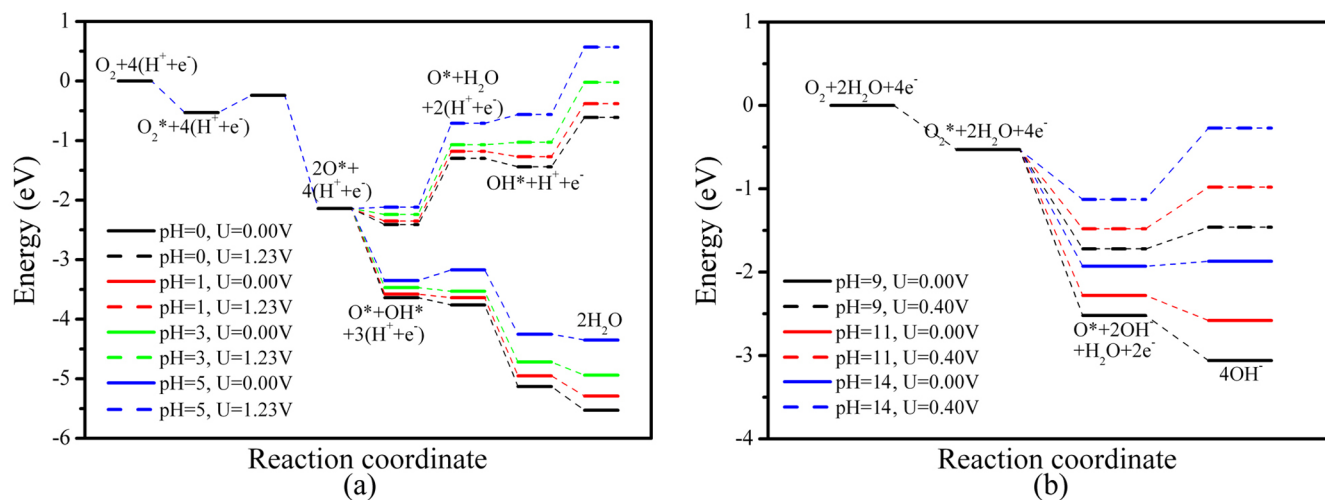 1
0
-1
-2
-3
-4
-5
-6
Energy (eV)
O₂+4(H⁺+e⁻)
O₂*+4(H⁺+e⁻)
2O*+
4(H⁺+e⁻)
O*+H₂O
+2(H⁺+e⁻)
OH*+H⁺+e⁻
O*+OH*
+3(H⁺+e⁻)
2H₂O
pH=0, U=0.00V
pH=0, U=1.23V
pH=1, U=0.00V
pH=1, U=1.23V
pH=3, U=0.00V
pH=3, U=1.23V
pH=5, U=0.00V
pH=5, U=1.23V
Reaction coordinate
(a)
1
0
-1
-2
-3
-4
Energy (eV)
O₂+2H₂O+4e⁻
O₂*+2H₂O+4e⁻
O*+2OH⁻
+H₂O+2e⁻
4OH⁻
pH=9, U=0.00V
pH=9, U=0.40V
pH=11, U=0.00V
pH=11, U=0.40V
pH=14, U=0.00V
pH=14, U=0.40V
Reaction coordinate
(b)